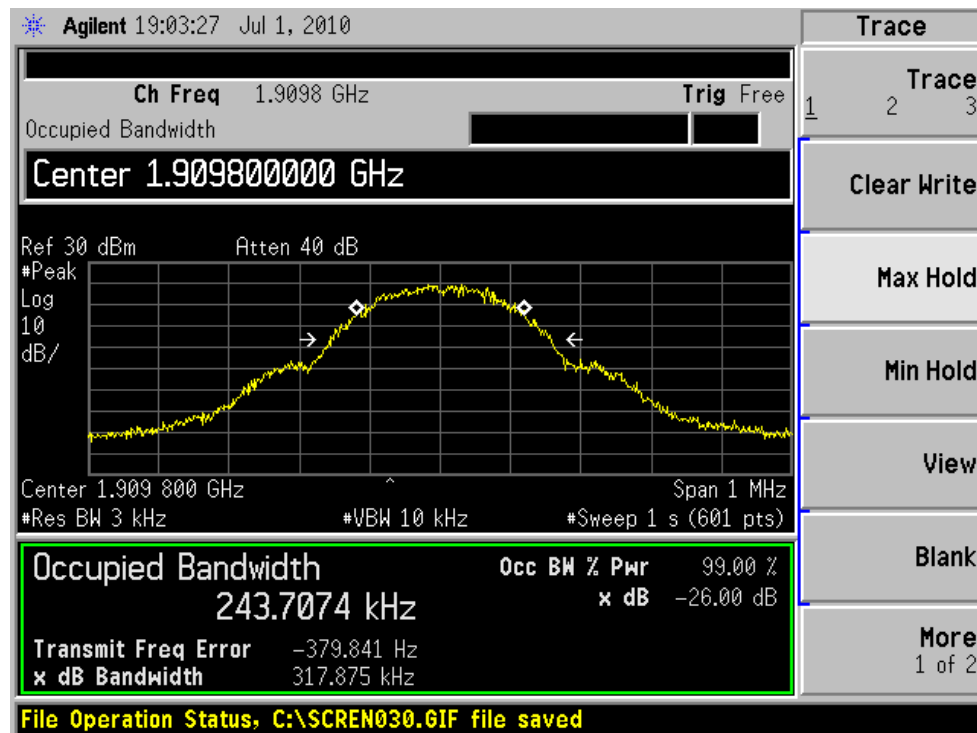 Agilent 19:03:27 Jul 1, 2010
Trace
Ch Freq 1.9098 GHz
Trig Free
Occupied Bandwidth
Center 1.909800000 GHz
Ref 30 dBm
Atten 40 dB
#Peak
Log
10
dB/
Center 1.909 800 GHz
Span 1 MHz
#Res BW 3 kHz
#VBW 10 kHz
#Sweep 1 s (601 pts)
Occupied Bandwidth
243.7074 kHz
Occ BW % Pwr 99.00 %
x dB -26.00 dB
Transmit Freq Error -379.841 Hz
x dB Bandwidth 317.875 kHz
File Operation Status, C:\SCREN030.GIF file saved
Trace
1 2 3
Clear Write
Max Hold
Min Hold
View
Blank
More
1 of 2